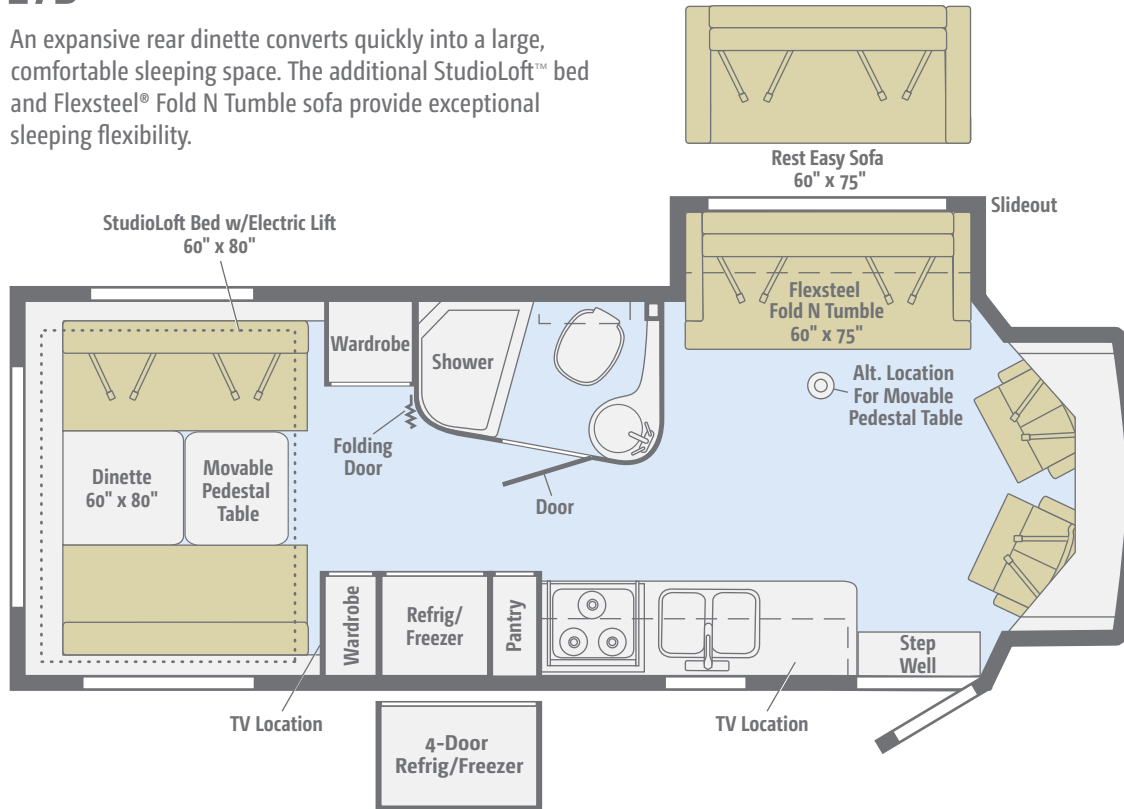 An expansive rear dinette converts quickly into a large,
comfortable sleeping space. The additional StudioLoft™ bed
and Flexsteel® Fold N Tumble sofa provide exceptional
sleeping flexibility.
Rest Easy Sofa
60" x 75"
Slideout
StudioLoft Bed w/Electric Lift
60" x 80"
Flexsteel
Fold N Tumble
60" x 75"
Wardrobe
Shower
Alt. Location
For Movable
Pedestal Table
Folding
Door
Dinette
60" x 80"
Movable
Pedestal
Table
Door
Wardrobe
Refrig/
Freezer
Pantry
Step
Well
TV Location
TV Location
4-Door
Refrig/Freezer